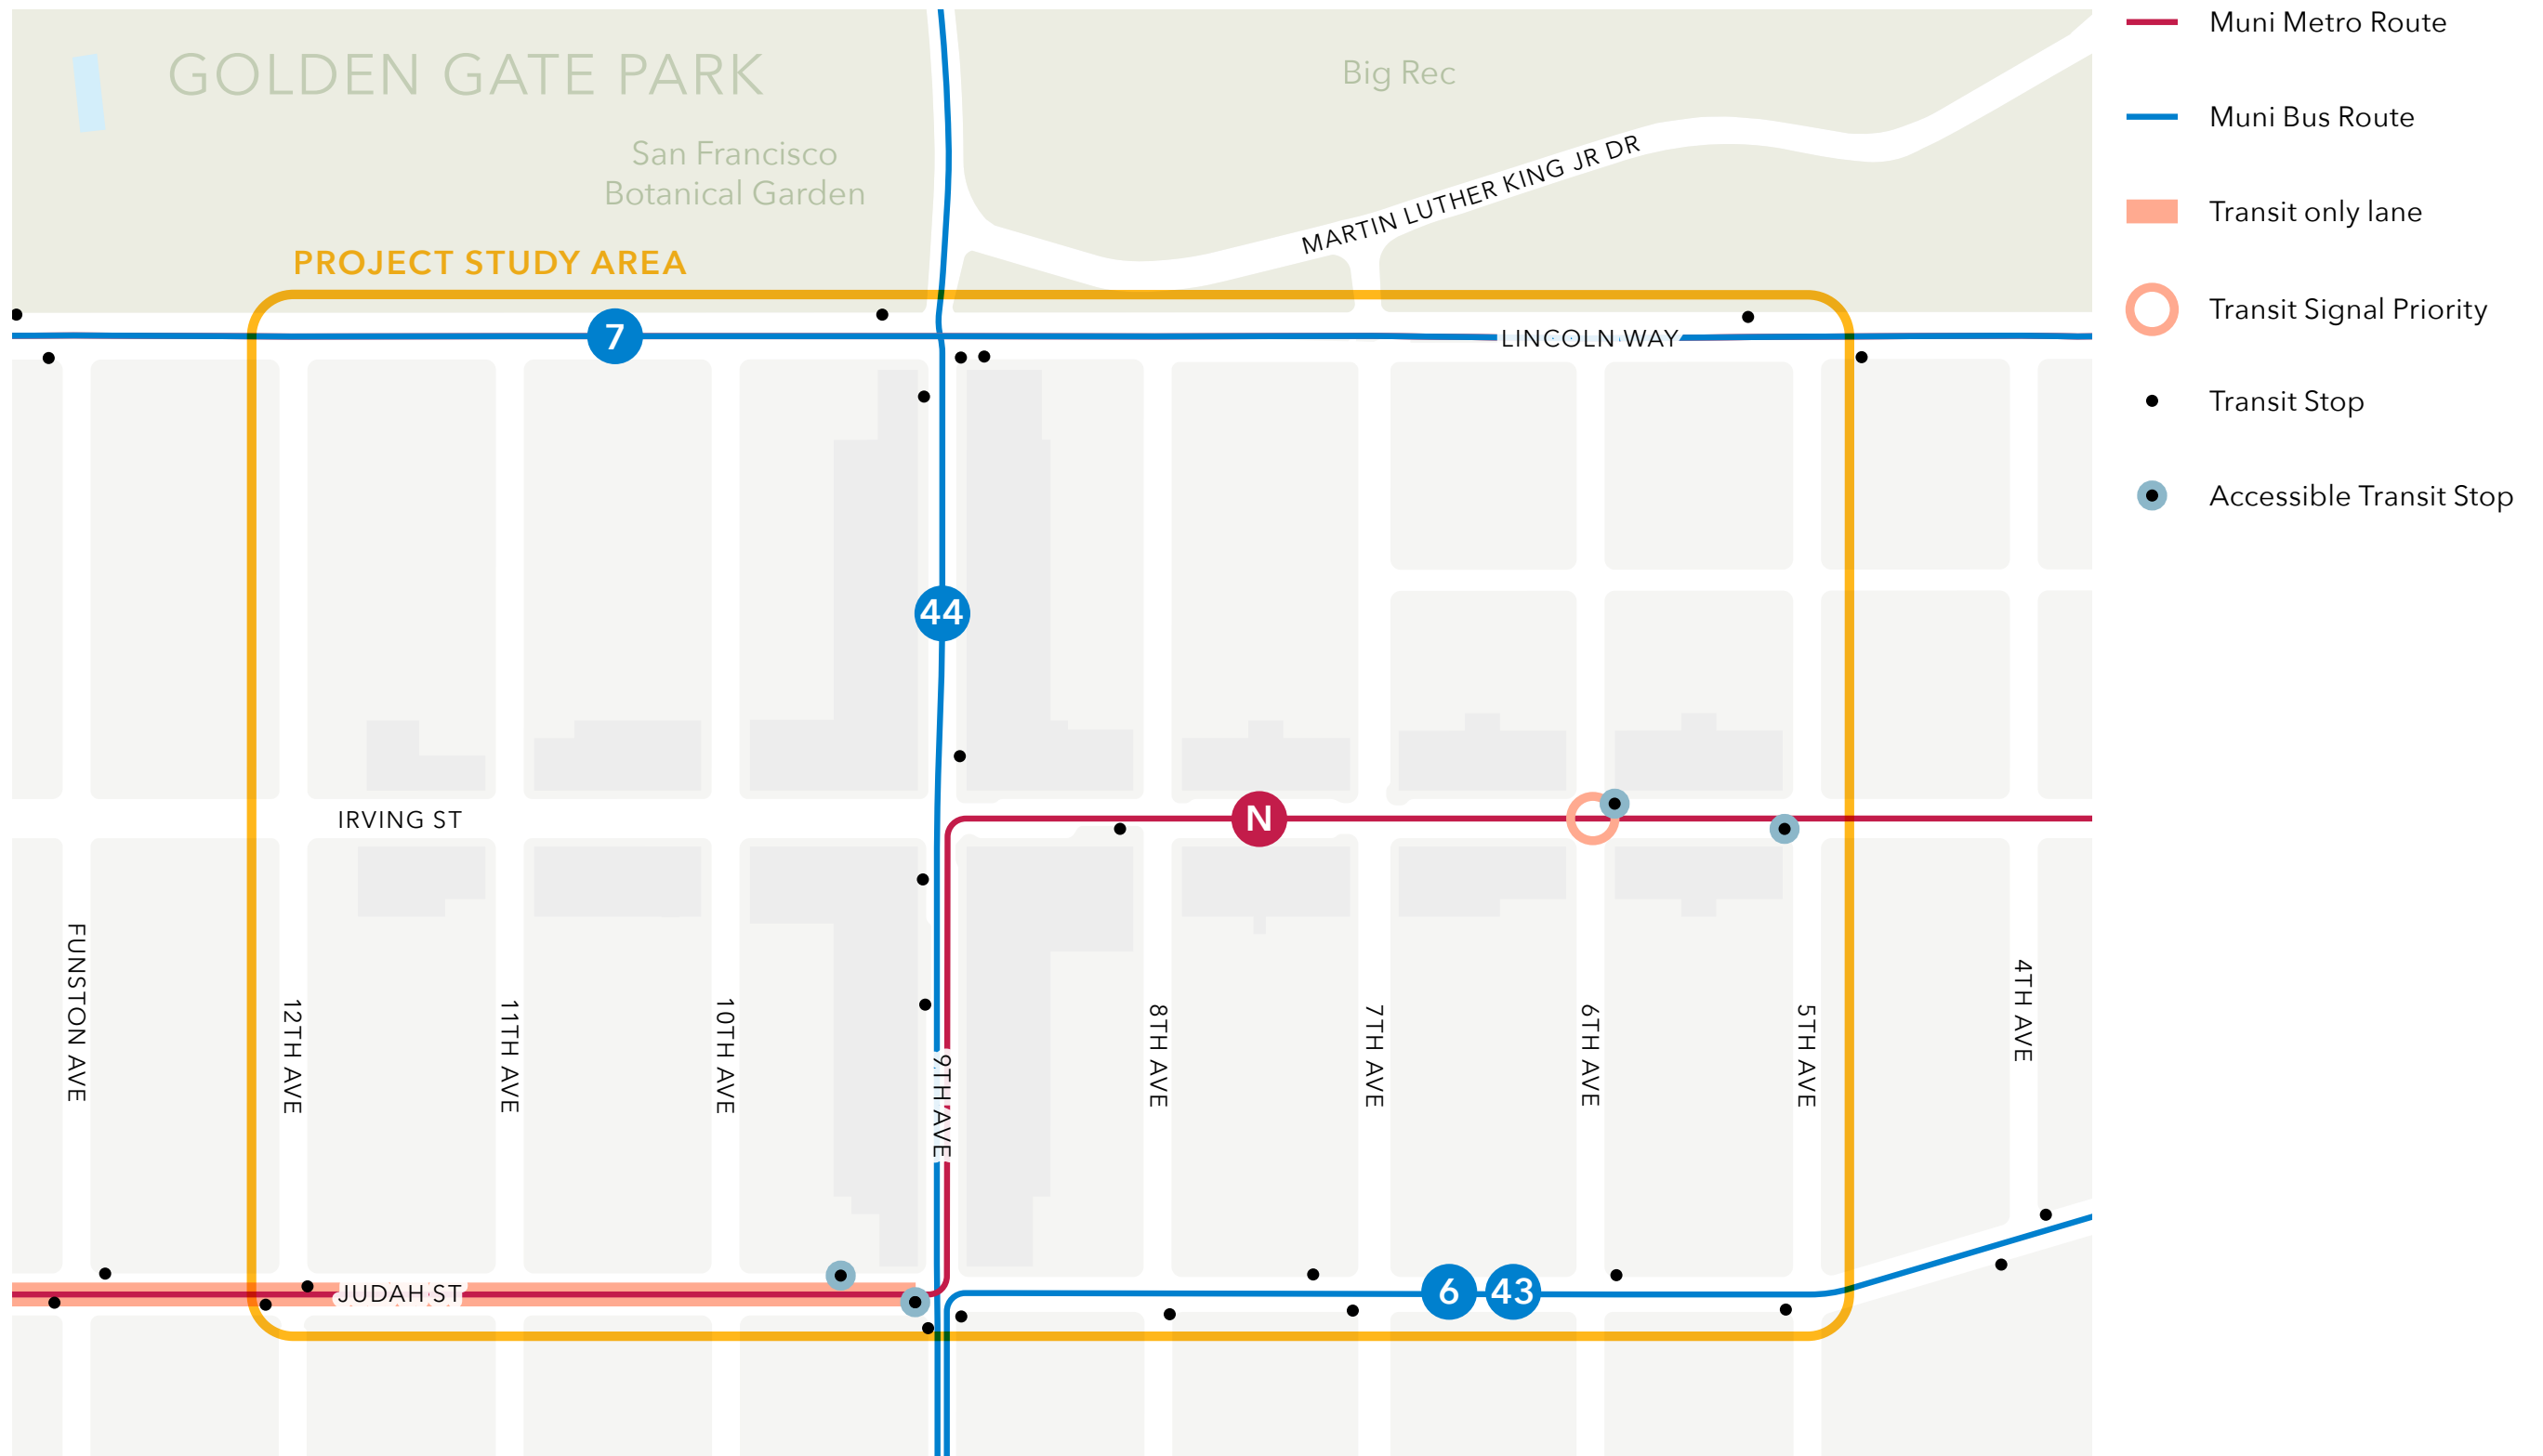 GOLDEN GATE PARK
San Francisco
Botanical Garden
Big Rec
MARTIN LUTHER KING JR DR
PROJECT STUDY AREA
7
LINCOLN WAY
44
N
IRVING ST
FUNSTON AVE
12TH AVE
11TH AVE
10TH AVE
9TH AVE
8TH AVE
7TH AVE
6TH AVE
5TH AVE
4TH AVE
JUDAH ST
6
43
Muni Metro Route
Muni Bus Route
Transit only lane
Transit Signal Priority
Transit Stop
Accessible Transit Stop